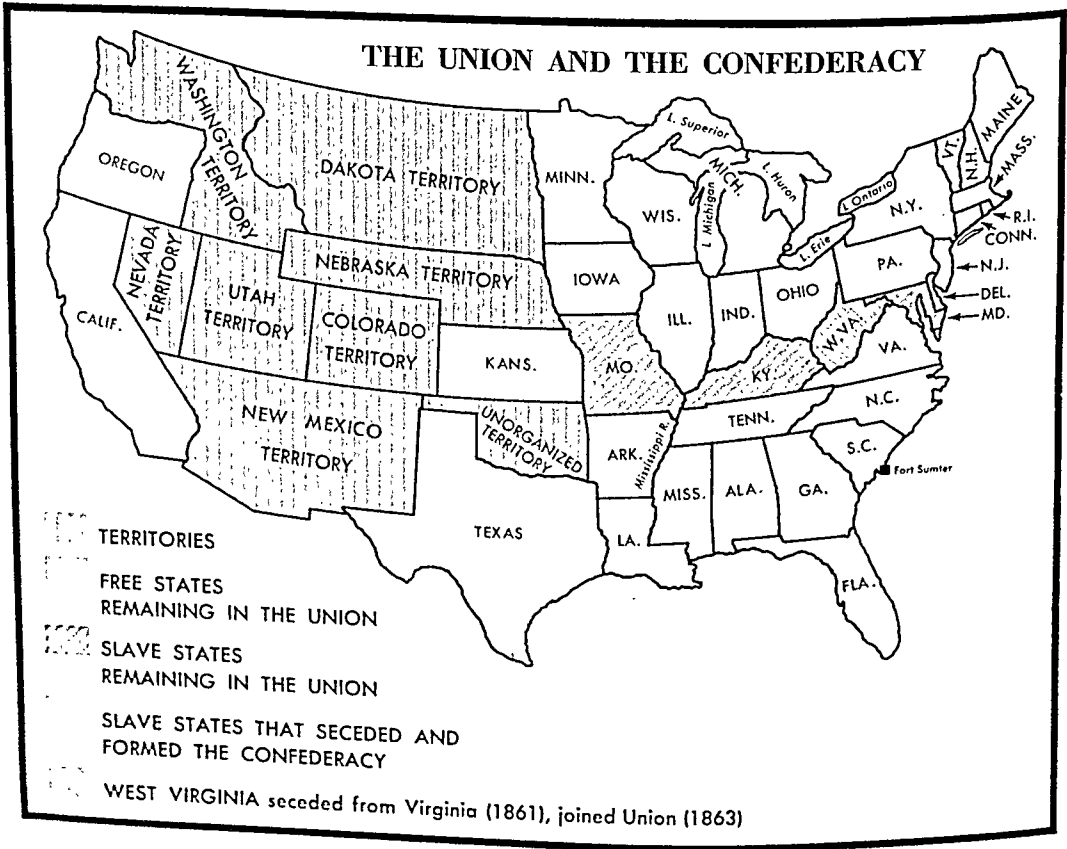 THE UNION AND THE CONFEDERACY
WASHINGTON
TERRITORY
OREGON
DAKOTA TERRITORY
MINN.
L. Superior
MICH.
L. Huron
L. Michigan
WIS.
L. Ontario
L. Erie
N.Y.
VT.
N.H.
MAINE
MASS.
R.I.
CONN.
N.J.
DEL.
MD.
PA.
NEVADA
TERRITORY
CALIF.
UTAH
TERRITORY
NEBRASKA TERRITORY
COLORADO
TERRITORY
IOWA
ILL.
IND.
OHIO
W.VA.
VA.
KANS.
MO.
KY.
NEW MEXICO
TERRITORY
UNORGANIZED
TERRITORY
TENN.
N.C.
ARK.
Mississippi R.
S.C.
Fort Sumter
MISS.
ALA.
GA.
TEXAS
LA.
FLA.
TERRITORIES
FREE STATES
REMAINING IN THE UNION
SLAVE STATES
REMAINING IN THE UNION
SLAVE STATES THAT SECEDED AND
FORMED THE CONFEDERACY
WEST VIRGINIA seceded from Virginia (1861), joined Union (1863)